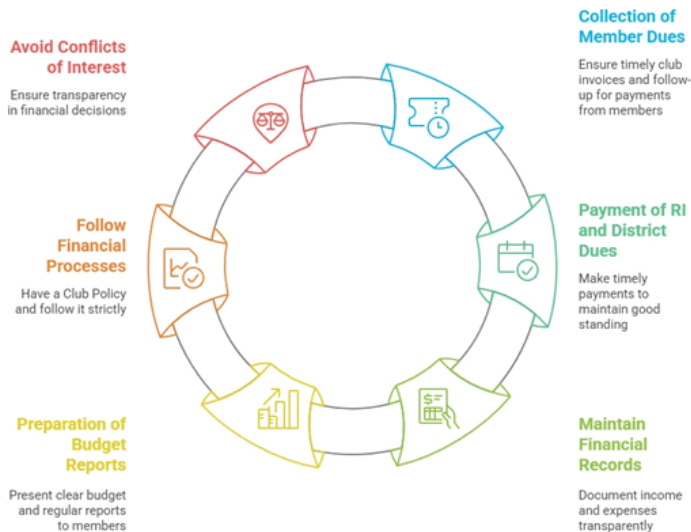 Collection of
Member Dues
Ensure timely club
invoices and follow-
up for payments
from members
Payment of RI
and District
Dues
Make timely
payments to
maintain good
standing
Maintain
Financial
Records
Document income
and expenses
transparently
Preparation of
Budget
Reports
Present clear budget
and regular reports
to members
Follow
Financial
Processes
Have a Club Policy
and follow it strictly
Avoid Conflicts
of Interest
Ensure transparency
in financial decisions
$=